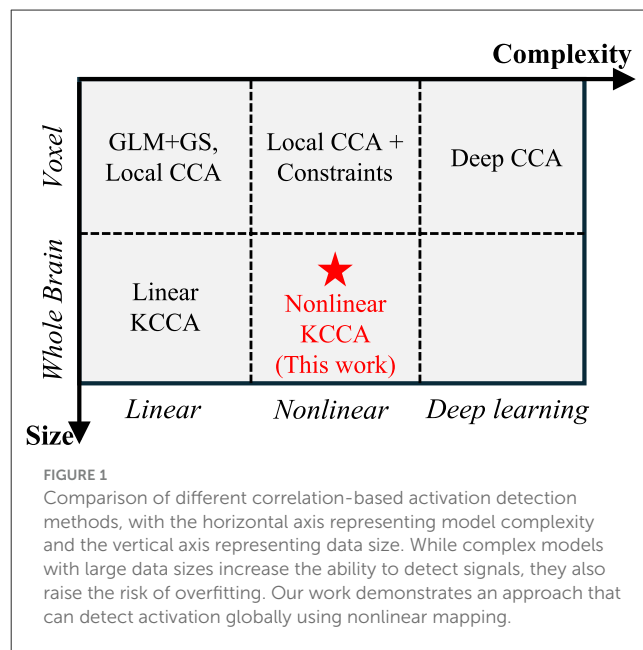 Complexity
Voxel
GLM+GS,
Local CCA
Local CCA +
Constraints
Deep CCA
Whole Brain
Linear
KCCA
Nonlinear
KCCA
(This work)
Linear
Nonlinear
Deep learning
Size
FIGURE 1
Comparison of different correlation-based activation detection
methods, with the horizontal axis representing model complexity
and the vertical axis representing data size. While complex models
with large data sizes increase the ability to detect signals, they also
raise the risk of overfitting. Our work demonstrates an approach that
can detect activation globally using nonlinear mapping.